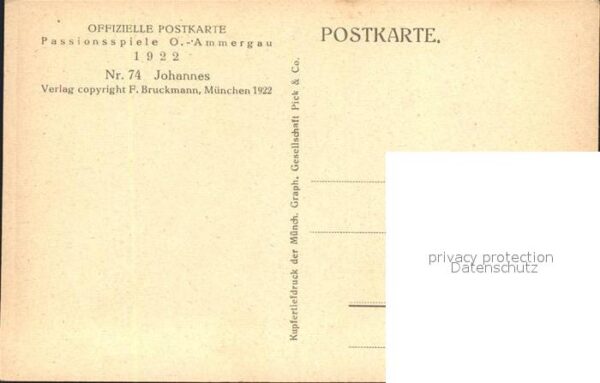 OFFIZIELLE POSTKARTE
Passionsspiele O.-Ammergau
1922
Nr. 74 Johannes
Verlag copyright F. Bruckmann, München 1922
Kupfertiefdruck der Münch. Graph. Gesellschaft Pick & Co.
POSTKARTE.
privacy protection
Datenschutz